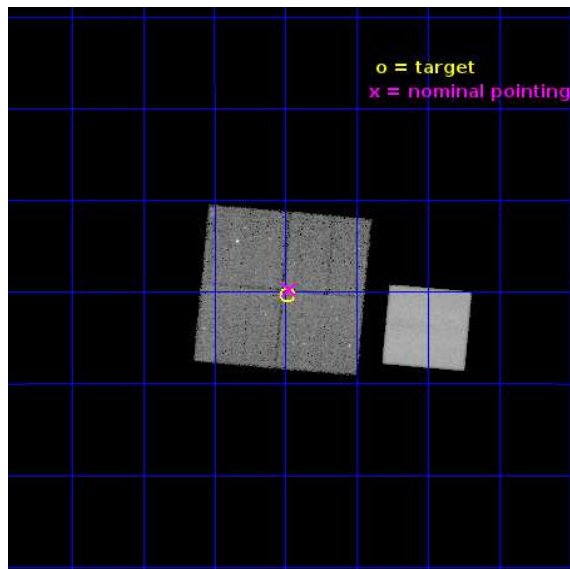 o = target
x = nominal pointing